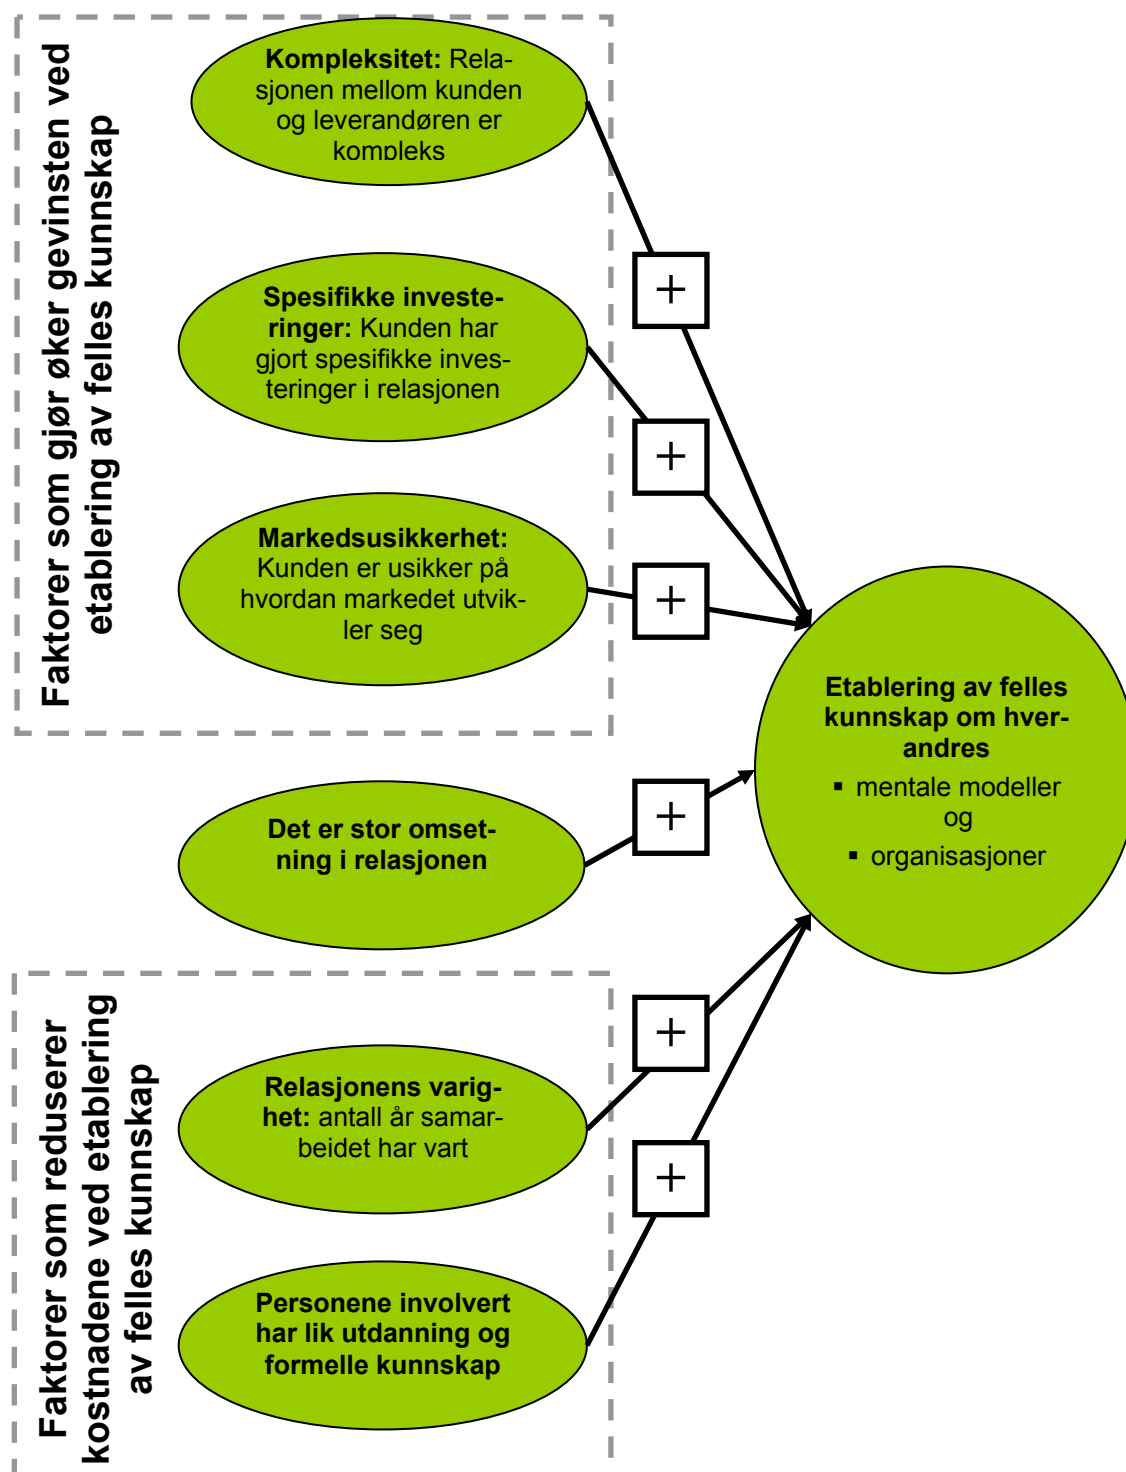 Faktorer som gjør øker gevinsten ved
etablering av felles kunnskap
Kompleksitet: Rela-
sjonen mellom kunden
og leverandøren er
kompleks
+
Spesifikke investe-
ringer: Kunden har
gjort spesifikke inves-
teringer i relasjonen
+
Markedsusikkerhet:
Kunden er usikker på
hvordan markedet utvik-
ler seg
+
Det er stor omset-
ning i relasjonen
+
Faktorer som reduserer
kostnadene ved etablering
av felles kunnskap
Relasjonens varig-
het: antall år samar-
beidet har vart
+
Personene involvert
har lik utdanning og
formelle kunnskap
+
Etablering av felles
kunnskap om hver-
andres
▪ mentale modeller
og
▪ organisasjoner